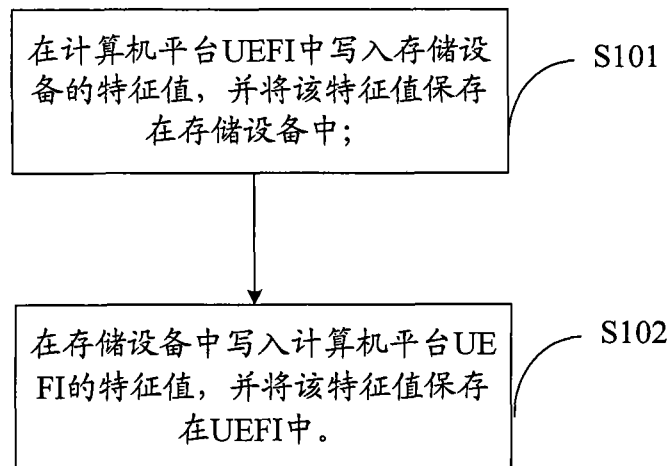 在计算机平台UEFI中写入存储设
备的特征值，并将该特征值保存
在存储设备中；
S101
在存储设备中写入计算机平台UE
FI的特征值，并将该特征值保存
在UEFI中。
S102